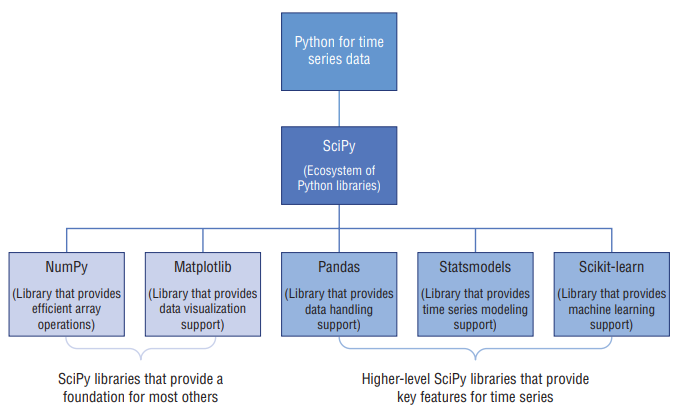 Python for time
series data
SciPy
(Ecosystem of
Python libraries)
NumPy
(Library that provides
efficient array
operations)
Matplotlib
(Library that provides
data visualization
support)
Pandas
(Library that provides
data handling
support)
Statsmodels
(Library that provides
time series modeling
support)
Scikit-learn
(Library that provides
machine learning
support)
SciPy libraries that provide a
foundation for most others
Higher-level SciPy libraries that provide
key features for time series